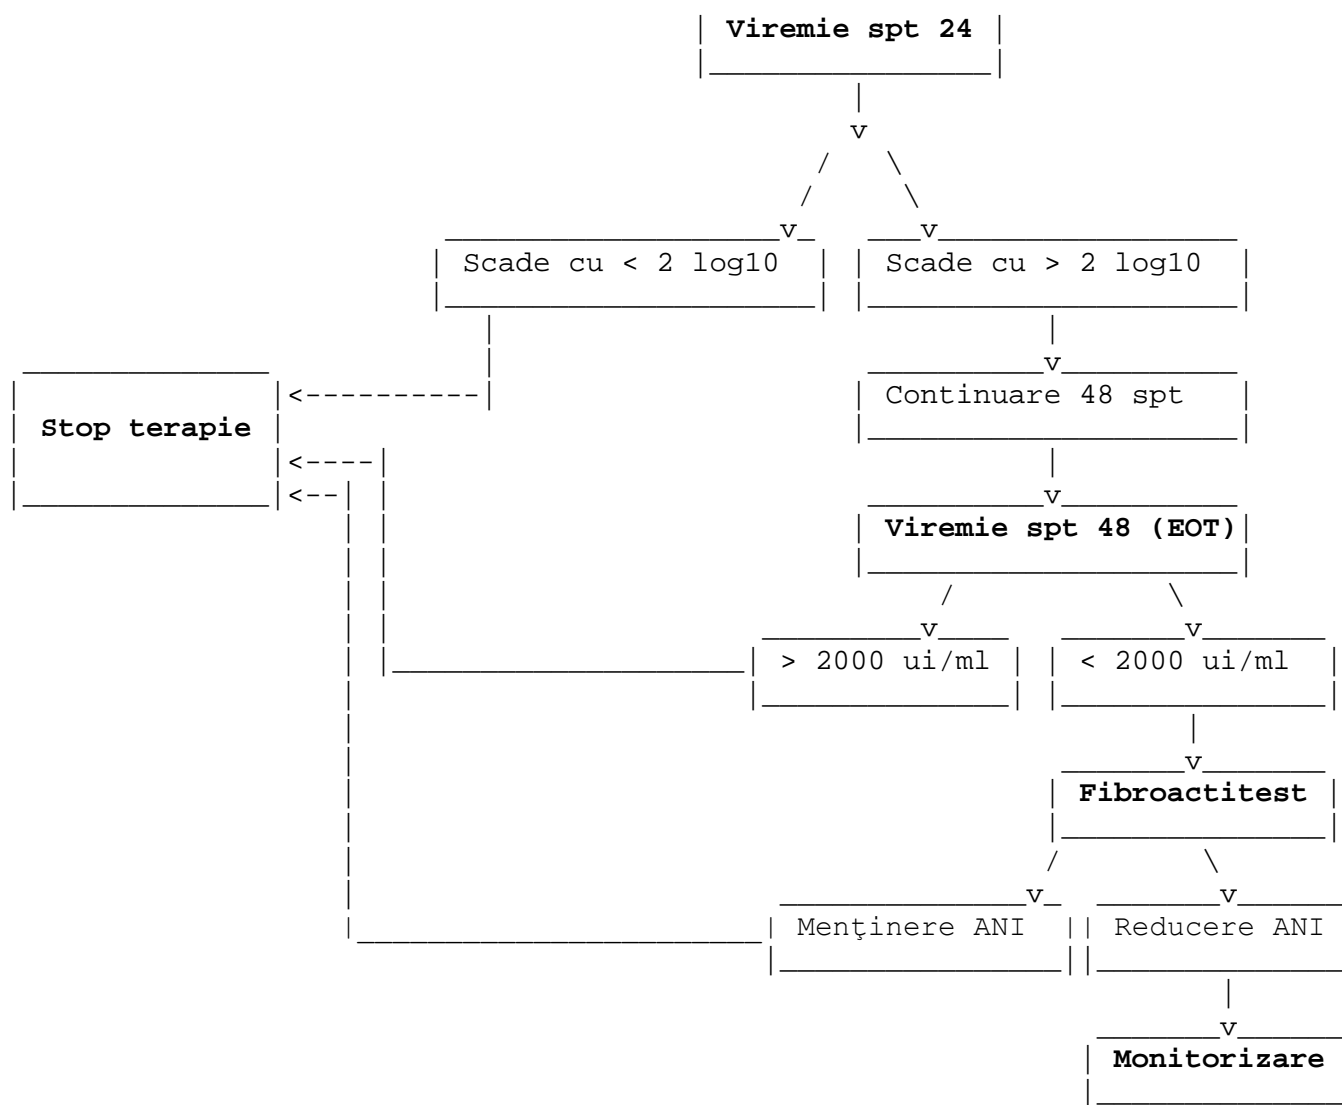 Viremie spt 24
Scade cu < 2 log10
Scade cu > 2 log10
Continuare 48 spt
Stop terapie
Viremie spt 48 (EOT)
> 2000 ui/ml
< 2000 ui/ml
Fibroactitest
Menţinere ANI
Reducere ANI
Monitorizare